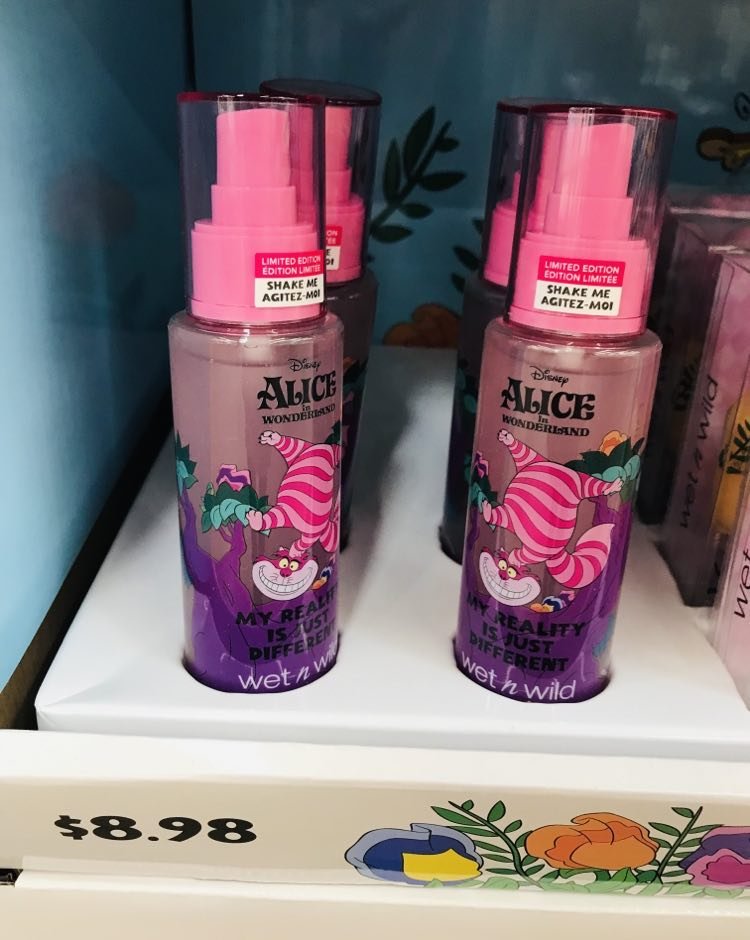 LIMITED EDITION
ÉDITION LIMITÉE
SHAKE ME
AGITEZ-MOI
Disney
ALICE
in
WONDERLAND
MY REALITY
IS JUST
DIFFERENT
wet n wild
LIMITED EDITION
ÉDITION LIMITÉE
SHAKE ME
AGITEZ-MOI
Disney
ALICE
in
WONDERLAND
MY REALITY
IS JUST
DIFFERENT
wet n wild
wet n wild
wet
$8.98